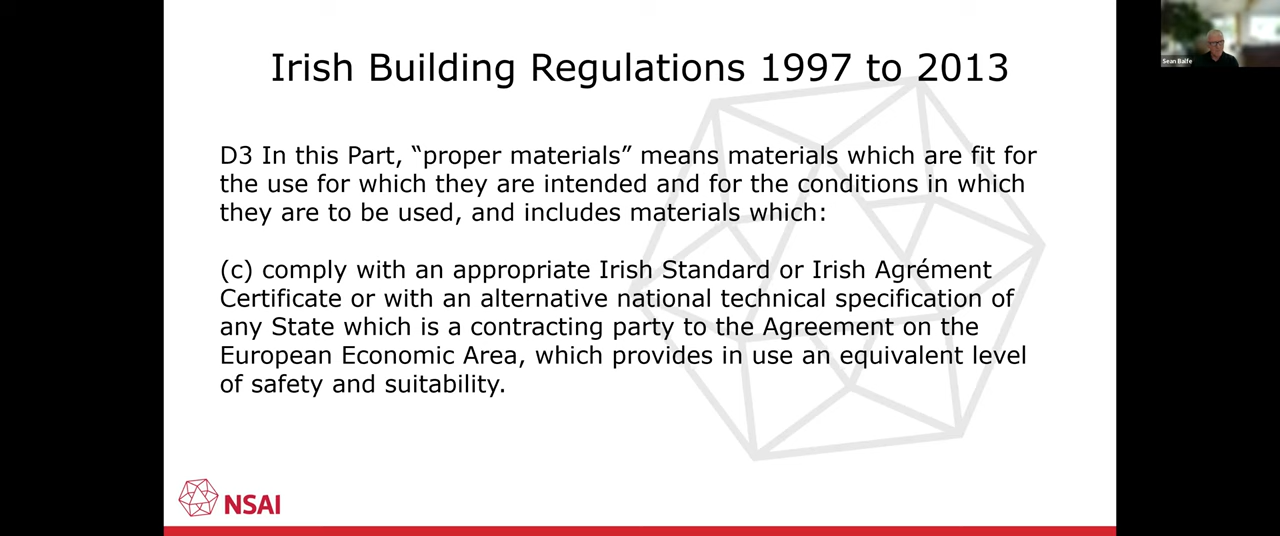 Irish Building Regulations 1997 to 2013
Sean Balfe
D3 In this Part, “proper materials” means materials which are fit for
the use for which they are intended and for the conditions in which
they are to be used, and includes materials which:
(c) comply with an appropriate Irish Standard or Irish Agrément
Certificate or with an alternative national technical specification of
any State which is a contracting party to the Agreement on the
European Economic Area, which provides in use an equivalent level
of safety and suitability.
NSAI